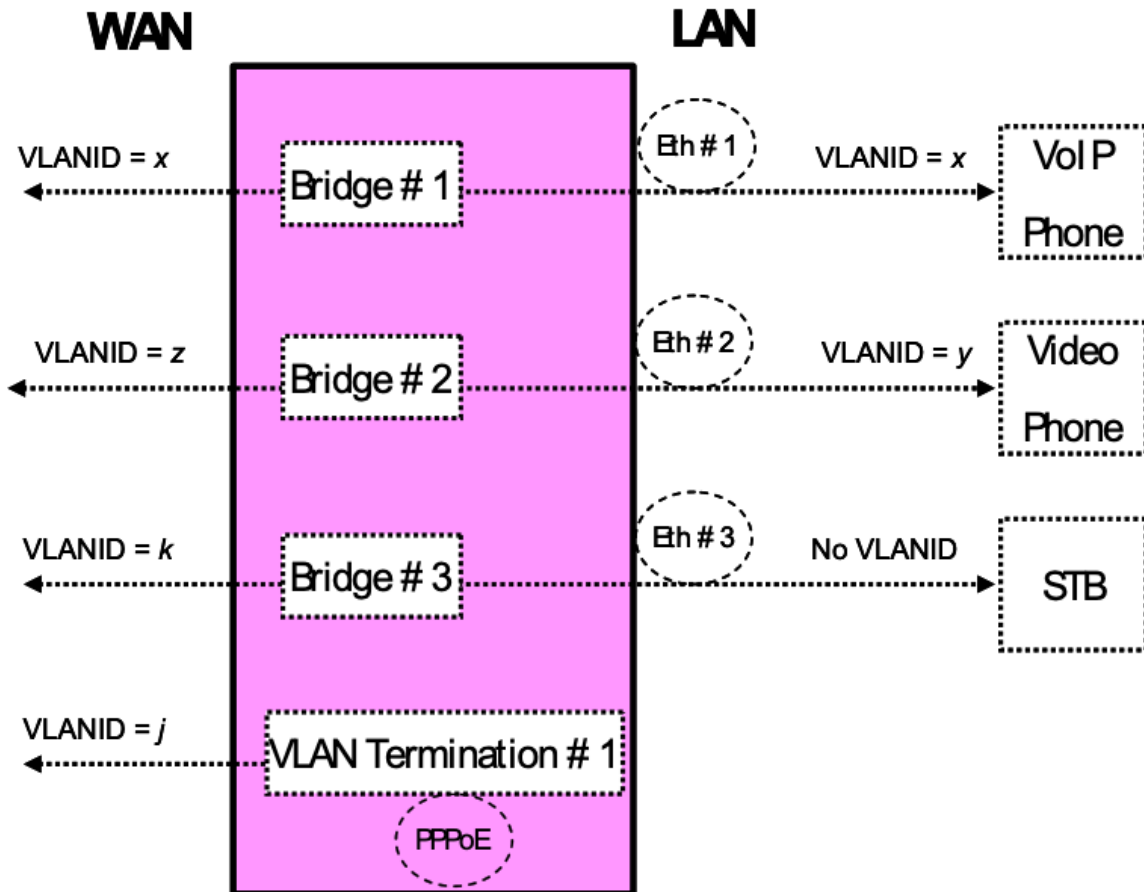 WAN LAN
Eth # 1
VLANID = x
Bridge # 1
VLANID = x
VoIP
Phone
Eth # 2
VLANID = z
Bridge # 2
VLANID = y
Video
Phone
Eth # 3
VLANID = k
Bridge # 3
No VLANID
STB
VLANID = j
VLAN Termination # 1
PPPoE